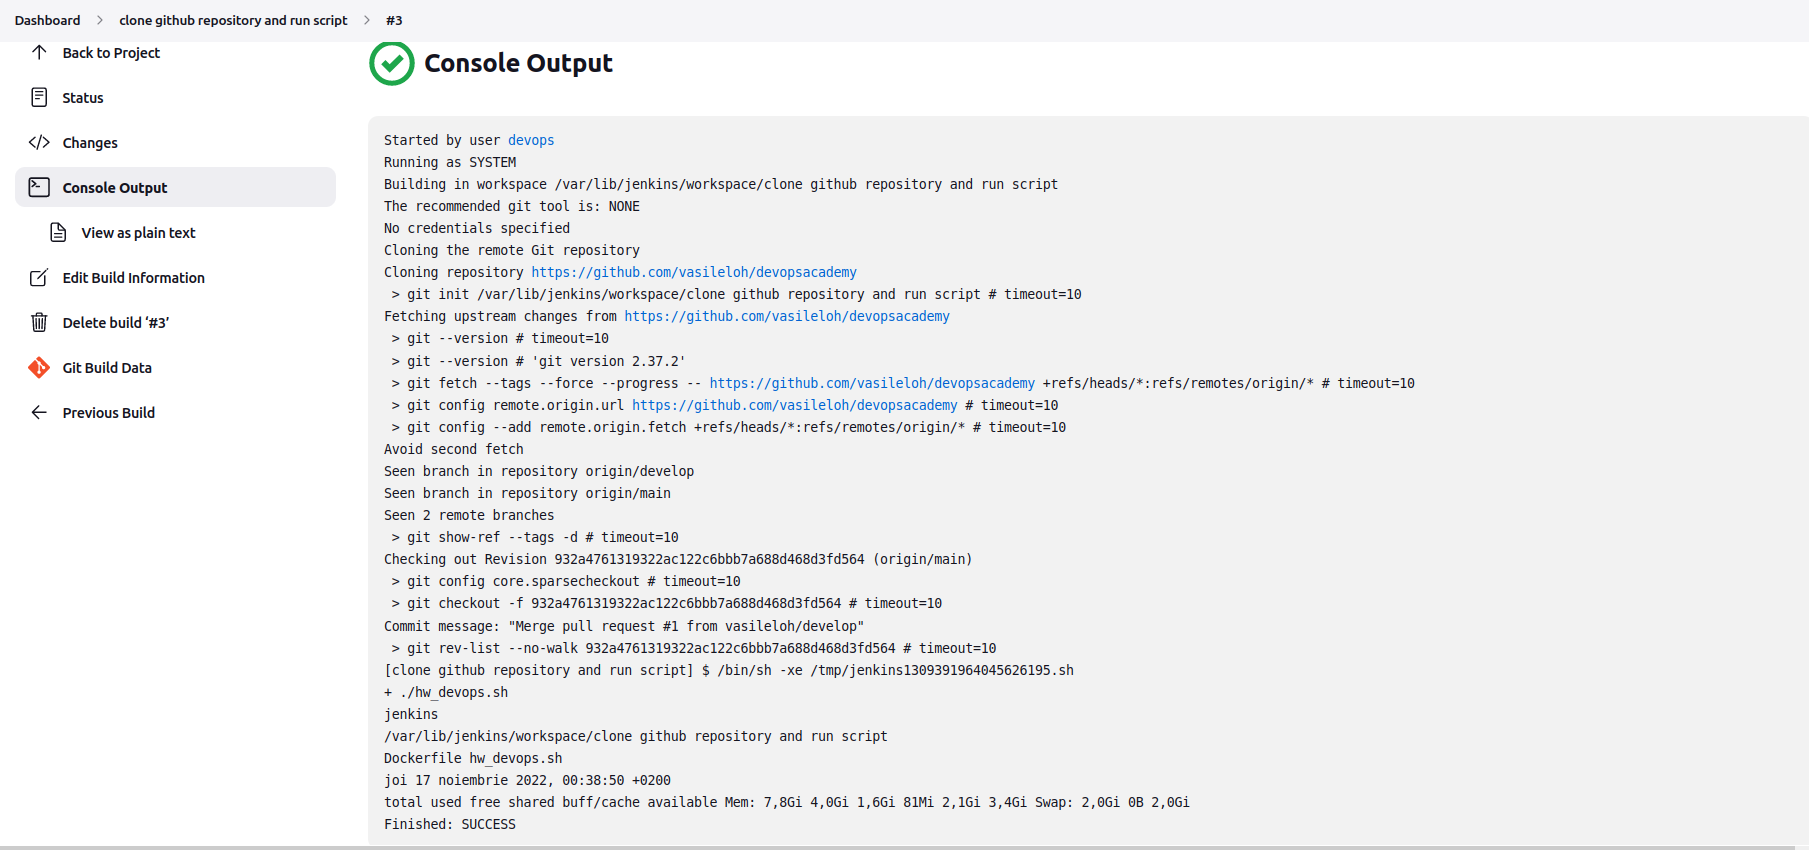 Dashboard > clone github repository and run script > #3
Back to Project
Status
Changes
Console Output
View as plain text
Edit Build Information
Delete build ‘#3’
Git Build Data
Previous Build
Console Output
Started by user devops
Running as SYSTEM
Building in workspace /var/lib/jenkins/workspace/clone github repository and run script
The recommended git tool is: NONE
No credentials specified
Cloning the remote Git repository
Cloning repository https://github.com/vasileloh/devopsacademy
 > git init /var/lib/jenkins/workspace/clone github repository and run script # timeout=10
Fetching upstream changes from https://github.com/vasileloh/devopsacademy
 > git --version # timeout=10
 > git --version # 'git version 2.37.2'
 > git fetch --tags --force --progress -- https://github.com/vasileloh/devopsacademy +refs/heads/*:refs/remotes/origin/* # timeout=10
 > git config remote.origin.url https://github.com/vasileloh/devopsacademy # timeout=10
 > git config --add remote.origin.fetch +refs/heads/*:refs/remotes/origin/* # timeout=10
Avoid second fetch
Seen branch in repository origin/develop
Seen branch in repository origin/main
Seen 2 remote branches
 > git show-ref --tags -d # timeout=10
Checking out Revision 932a4761319322ac122c6bbb7a688d468d3fd564 (origin/main)
 > git config core.sparsecheckout # timeout=10
 > git checkout -f 932a4761319322ac122c6bbb7a688d468d3fd564 # timeout=10
Commit message: "Merge pull request #1 from vasileloh/develop"
 > git rev-list --no-walk 932a4761319322ac122c6bbb7a688d468d3fd564 # timeout=10
[clone github repository and run script] $ /bin/sh -xe /tmp/jenkins1309391964045626195.sh
+ ./hw_devops.sh
jenkins
/var/lib/jenkins/workspace/clone github repository and run script
Dockerfile hw_devops.sh
joi 17 noiembrie 2022, 00:38:50 +0200
total used free shared buff/cache available Mem: 7,8Gi 4,0Gi 1,6Gi 81Mi 2,1Gi 3,4Gi Swap: 2,0Gi 0B 2,0Gi
Finished: SUCCESS